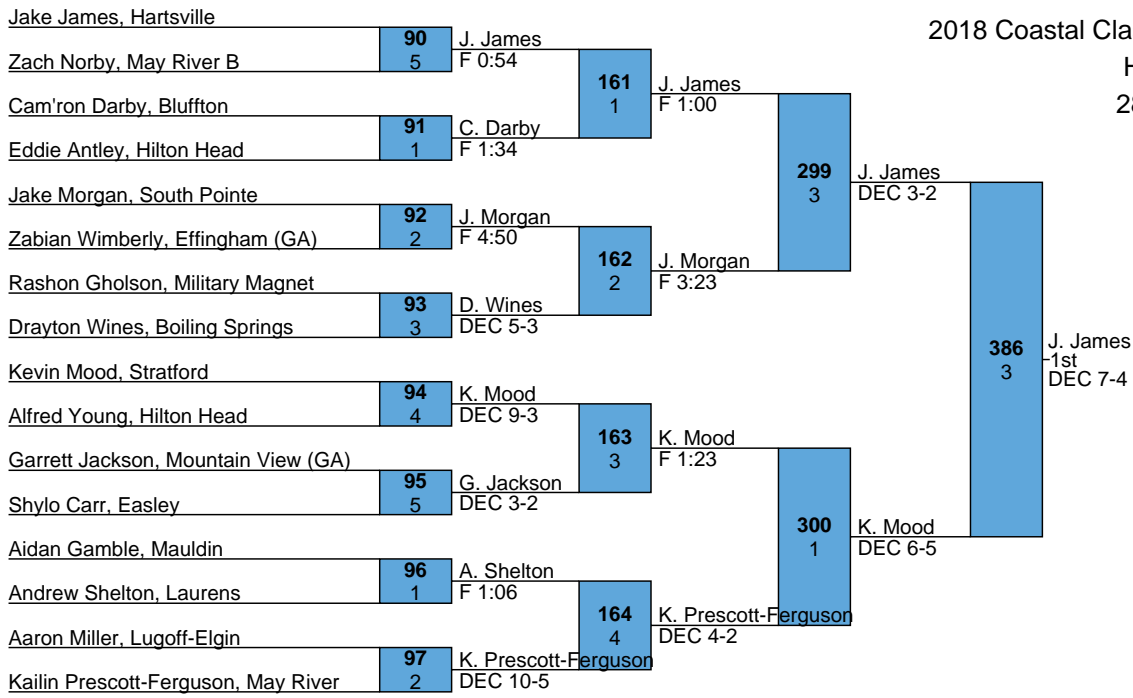 Jake James, Hartsville
Zach Norby, May River B
Cam'ron Darby, Bluffton
Eddie Antley, Hilton Head
Jake Morgan, South Pointe
Zabian Wimberly, Effingham (GA)
Rashon Gholson, Military Magnet
Drayton Wines, Boiling Springs
Kevin Mood, Stratford
Alfred Young, Hilton Head
Garrett Jackson, Mountain View (GA)
Shylo Carr, Easley
Aidan Gamble, Mauldin
Andrew Shelton, Laurens
Aaron Miller, Lugoff-Elgin
Kailin Prescott-Ferguson, May River
90
5
91
1
92
2
93
3
94
4
95
5
96
1
97
2
J. James
F 0:54
C. Darby
F 1:34
J. Morgan
F 4:50
D. Wines
DEC 5-3
K. Mood
DEC 9-3
G. Jackson
DEC 3-2
A. Shelton
F 1:06
K. Prescott-Ferguson
DEC 10-5
161
1
162
2
163
3
164
4
J. James
F 1:00
J. Morgan
F 3:23
K. Mood
F 1:23
K. Prescott-Ferguson
DEC 4-2
299
3
300
1
J. James
DEC 3-2
K. Mood
DEC 6-5
386
3
J. James
1st
DEC 7-4
2018 Coastal Cla
H
28